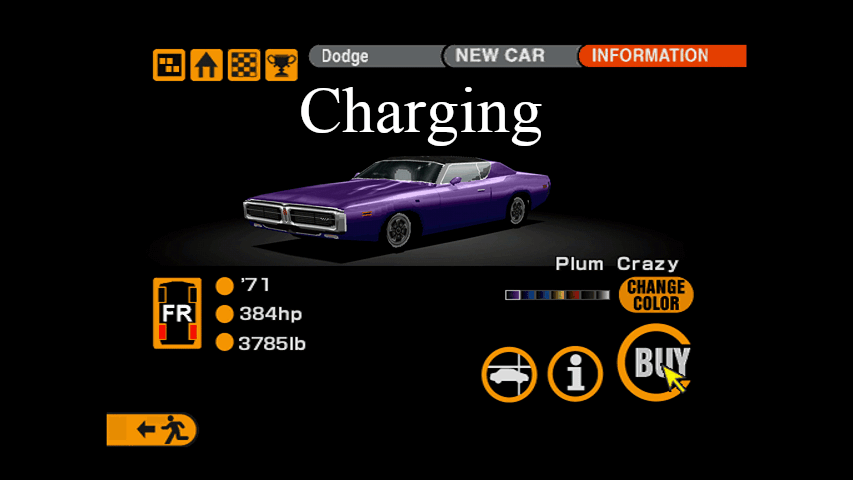 Dodge
NEW CAR
INFORMATION
Charging
Plum Crazy
CHANGE
COLOR
FR
'71
384hp
3785lb
i
BUY